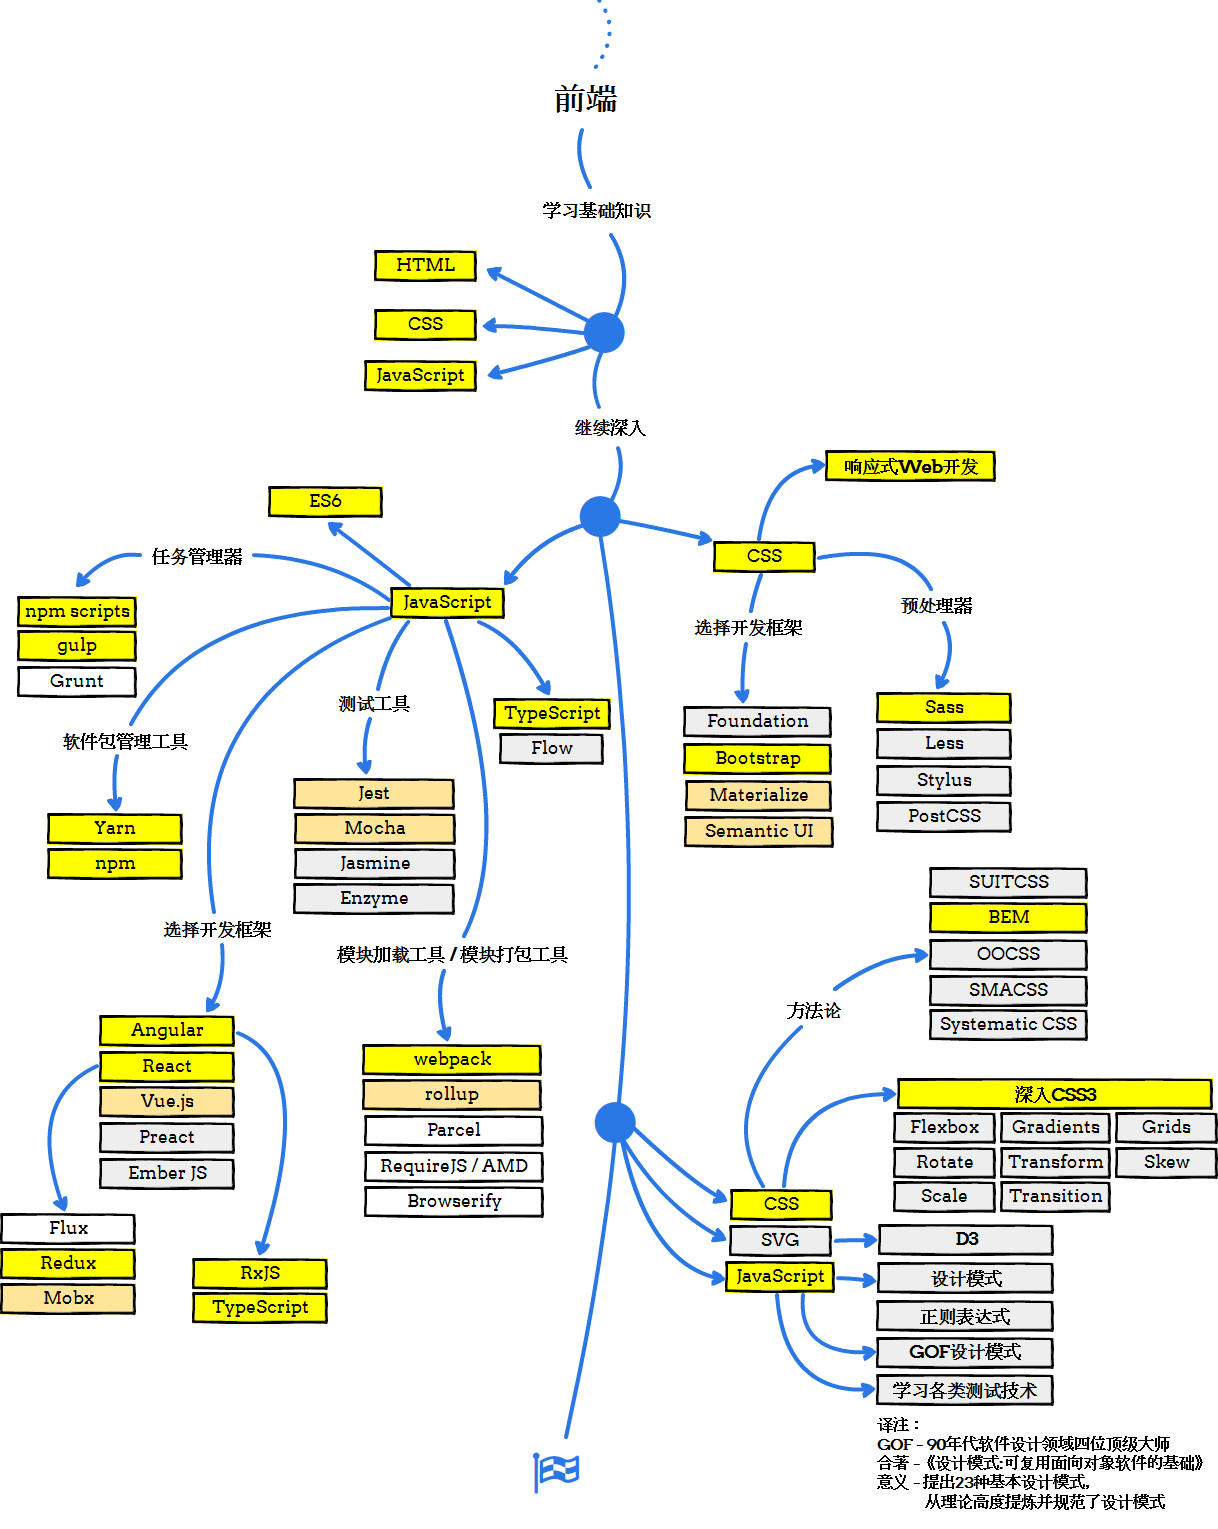 前端
学习基础知识
HTML
CSS
JavaScript
继续深入
响应式Web开发
ES6
CSS
任务管理器
JavaScript
npm scripts
gulp
Grunt
预处理器
选择开发框架
测试工具
TypeScript
Flow
软件包管理工具
Foundation
Bootstrap
Materialize
Semantic UI
Sass
Less
Stylus
PostCSS
Yarn
npm
Jest
Mocha
Jasmine
Enzyme
选择开发框架
模块加载工具 / 模块打包工具
SUITCSS
BEM
OOCSS
SMACSS
Systematic CSS
方法论
Angular
React
Vue.js
Preact
Ember JS
webpack
rollup
Parcel
RequireJS / AMD
Browserify
深入CSS3
Flexbox Gradients Grids
Rotate Transform Skew
Scale Transition
Flux
Redux
Mobx
RxJS
TypeScript
CSS
SVG
JavaScript
D3
设计模式
正则表达式
GOF设计模式
学习各类测试技术
译注：
GOF - 90年代软件设计领域四位顶级大师
合著 -《设计模式:可复用面向对象软件的基础》
意义 - 提出23种基本设计模式,
从理论高度提炼并规范了设计模式